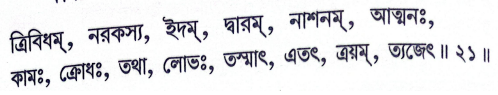 ত্রিবিধম্, নরকস্য, ইদম্, দ্বারম্, নাশনম্, আত্মনঃ,
কামঃ, ক্রোধঃ, তথা, লোভঃ, তস্মাৎ, এতৎ, ত্রয়ম্, ত্যজেৎ ॥ ২১ ॥